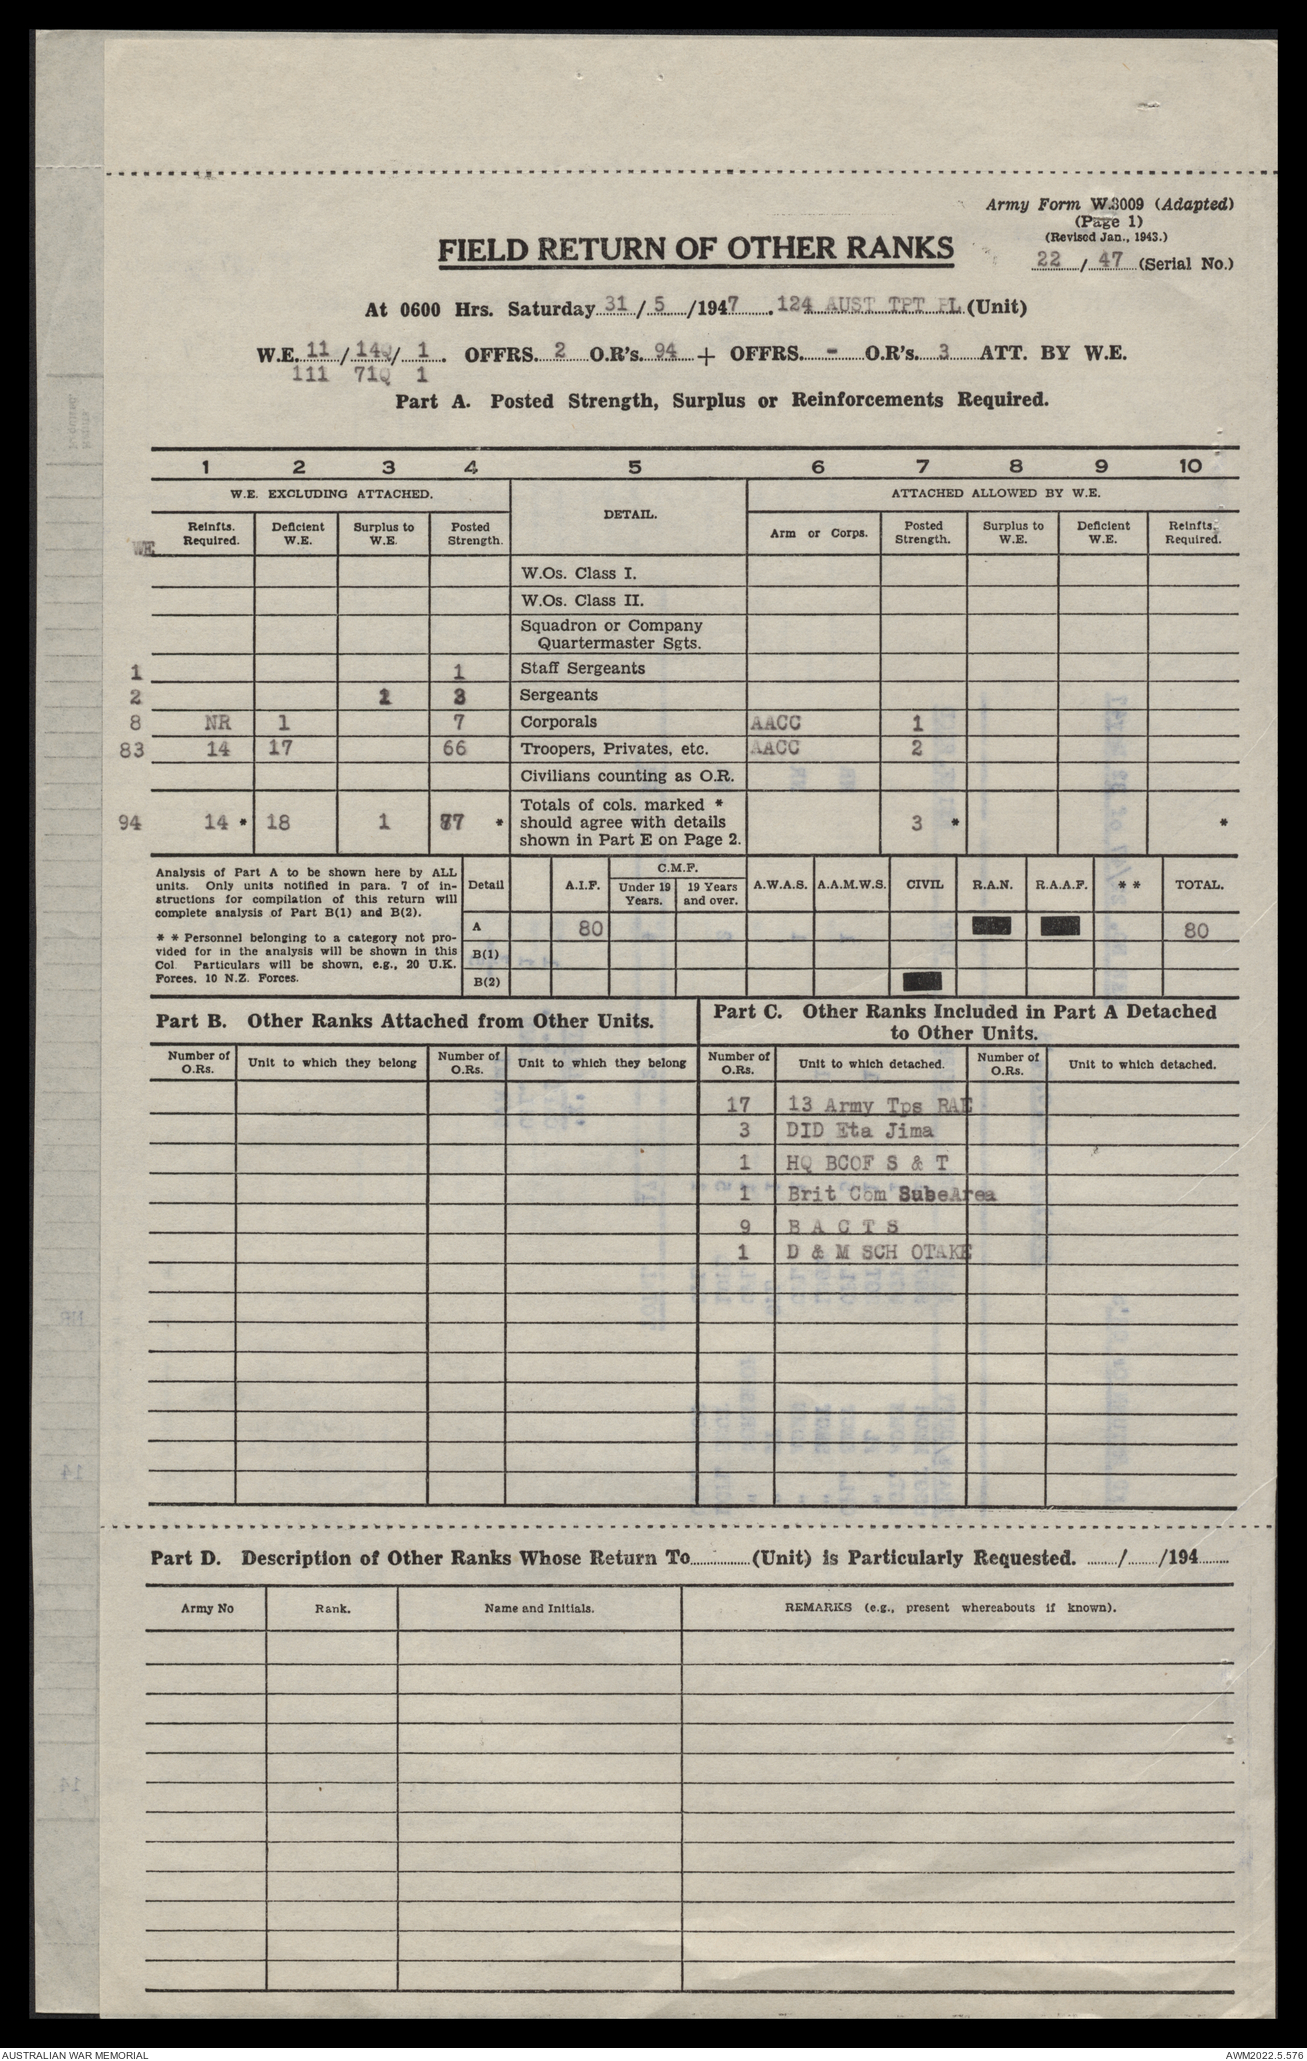 Army Form W.3009 (Adapted)
(Page 1)
(Revised Jan., 1943.)
FIELD RETURN OF OTHER RANKS
22 / 47 (Serial No.)
At 0600 Hrs. Saturday 31 / 5 /1947 . 124 AUST TPT PL (Unit)
W.E. 11 / 14Q / 1 . OFFRS. 2 O.R's. 94 + OFFRS. - O.R's. 3 ATT. BY W.E.
111 71Q 1
Part A. Posted Strength, Surplus or Reinforcements Required.
1 2 3 4 5 6 7 8 9 10
W.E. EXCLUDING ATTACHED. DETAIL. ATTACHED ALLOWED BY W.E.
WE Reinfts. Required. Deficient W.E. Surplus to W.E. Posted Strength. Arm or Corps. Posted Strength. Surplus to W.E. Deficient W.E. Reinfts. Required.
W.Os. Class I.
W.Os. Class II.
Squadron or Company
Quartermaster Sgts.
1 1 Staff Sergeants
2 1 3 Sergeants
8 NR 1 7 Corporals AACC 1
83 14 17 66 Troopers, Privates, etc. AACC 2
Civilians counting as O.R.
Totals of cols. marked *
94 14 * 18 1 77 * should agree with details 3 * *
shown in Part E on Page 2.
Analysis of Part A to be shown here by ALL
units. Only units notified in para. 7 of in-
structions for compilation of this return will
complete analysis of Part B(1) and B(2).
* * Personnel belonging to a category not pro-
vided for in the analysis will be shown in this
Col. Particulars will be shown, e.g., 20 U.K.
Forces, 10 N.Z. Forces.
C.M.F.
Detail A.I.F. Under 19 Years. 19 Years and over. A.W.A.S. A.A.M.W.S. CIVIL R.A.N. R.A.A.F. * * TOTAL.
A 80 80
B(1)
B(2)
Part B. Other Ranks Attached from Other Units.
Part C. Other Ranks Included in Part A Detached
to Other Units.
Number of O.Rs. Unit to which they belong Number of O.Rs. Unit to which they belong Number of O.Rs. Unit to which detached. Number of O.Rs. Unit to which detached.
17 13 Army Tps RAE
3 DID Eta Jima
1 HQ BCOF S & T
1 Brit Com SubeArea
9 B A C T S
1 D & M SCH OTAKE
Part D. Description of Other Ranks Whose Return To............(Unit) is Particularly Requested. ......./......./194.......
Army No Rank. Name and Initials. REMARKS (e.g., present whereabouts if known).
AUSTRALIAN WAR MEMORIAL AWM2022.5.576